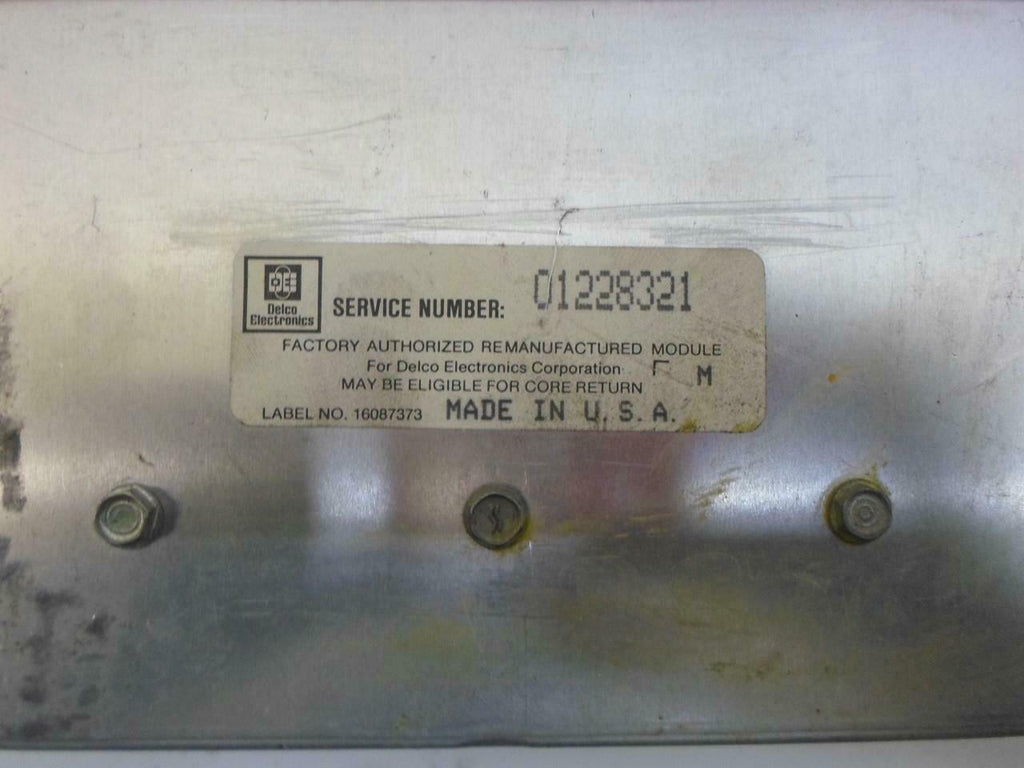 DE
Delco
Electronics
SERVICE NUMBER: 01228321
FACTORY AUTHORIZED REMANUFACTURED MODULE
For Delco Electronics Corporation
M
MAY BE ELIGIBLE FOR CORE RETURN
LABEL NO. 16087373 MADE IN U.S.A.